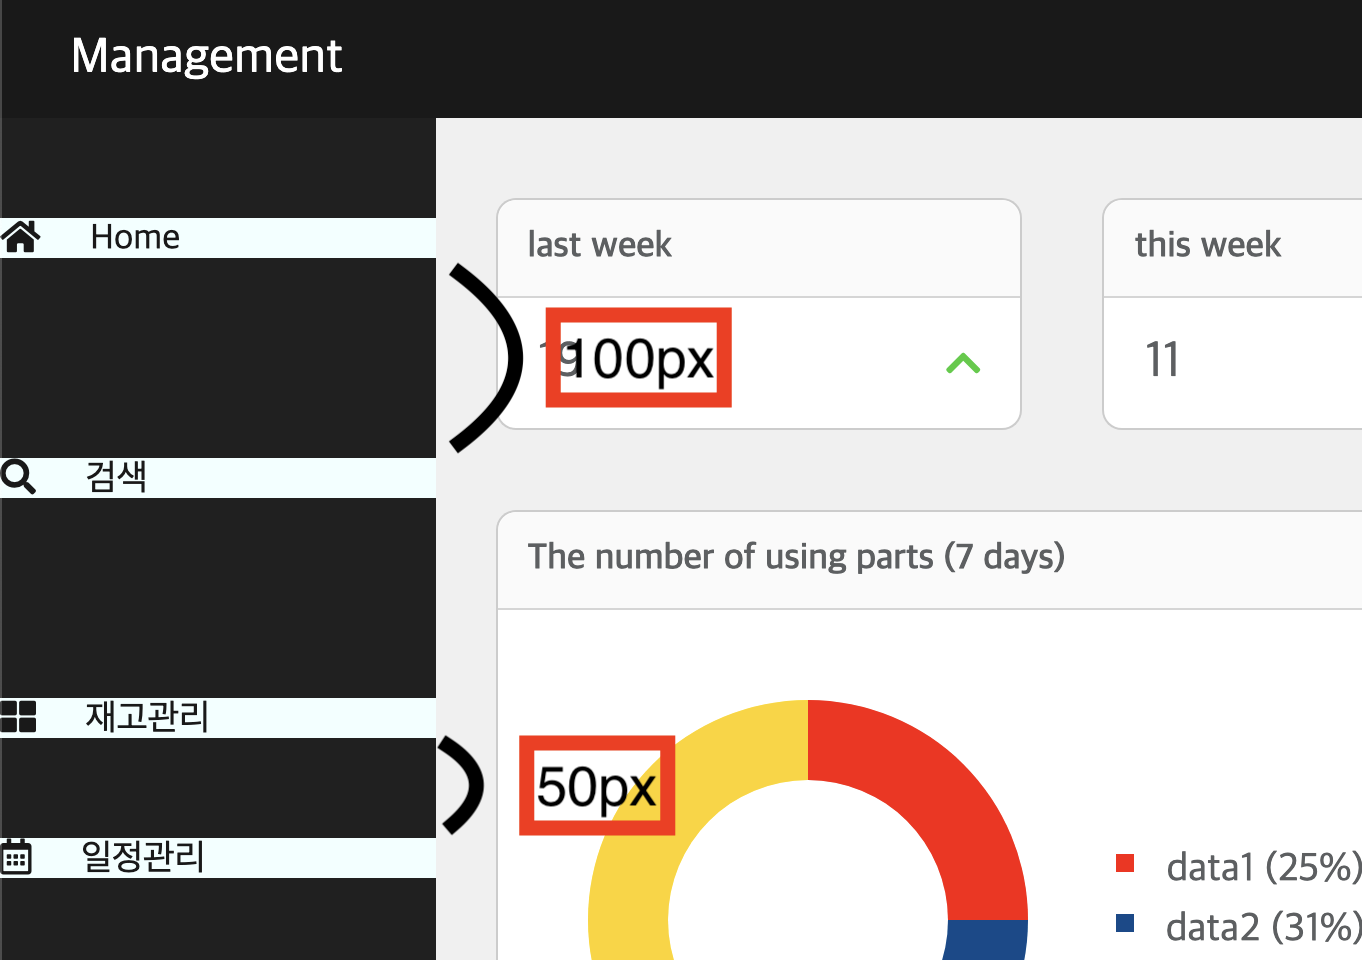 Management
Home
last week
this week
19
100px
11
검색
The number of using parts (7 days)
재고관리
50px
일정관리
data1 (25%)
data2 (31%)